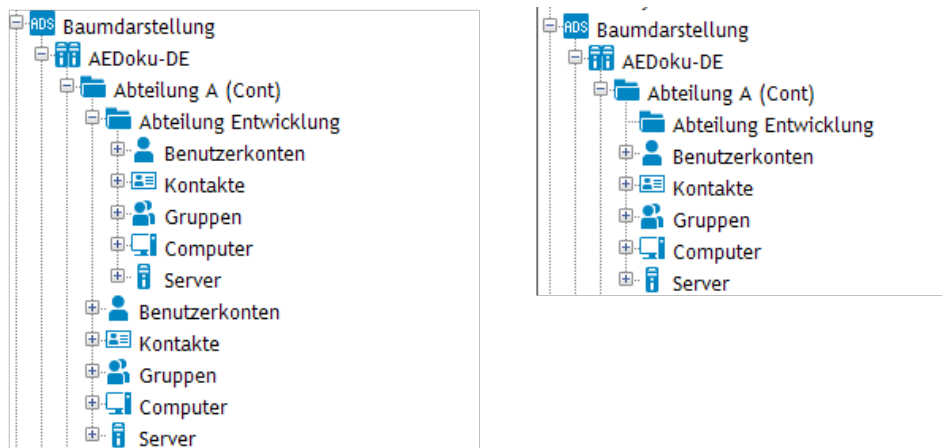 ADS Baumdarstellung
AEDoku-DE
Abteilung A (Cont)
Abteilung Entwicklung
Benutzerkonten
Kontakte
Gruppen
Computer
Server
Benutzerkonten
Kontakte
Gruppen
Computer
Server
ADS Baumdarstellung
AEDoku-DE
Abteilung A (Cont)
Abteilung Entwicklung
Benutzerkonten
Kontakte
Gruppen
Computer
Server